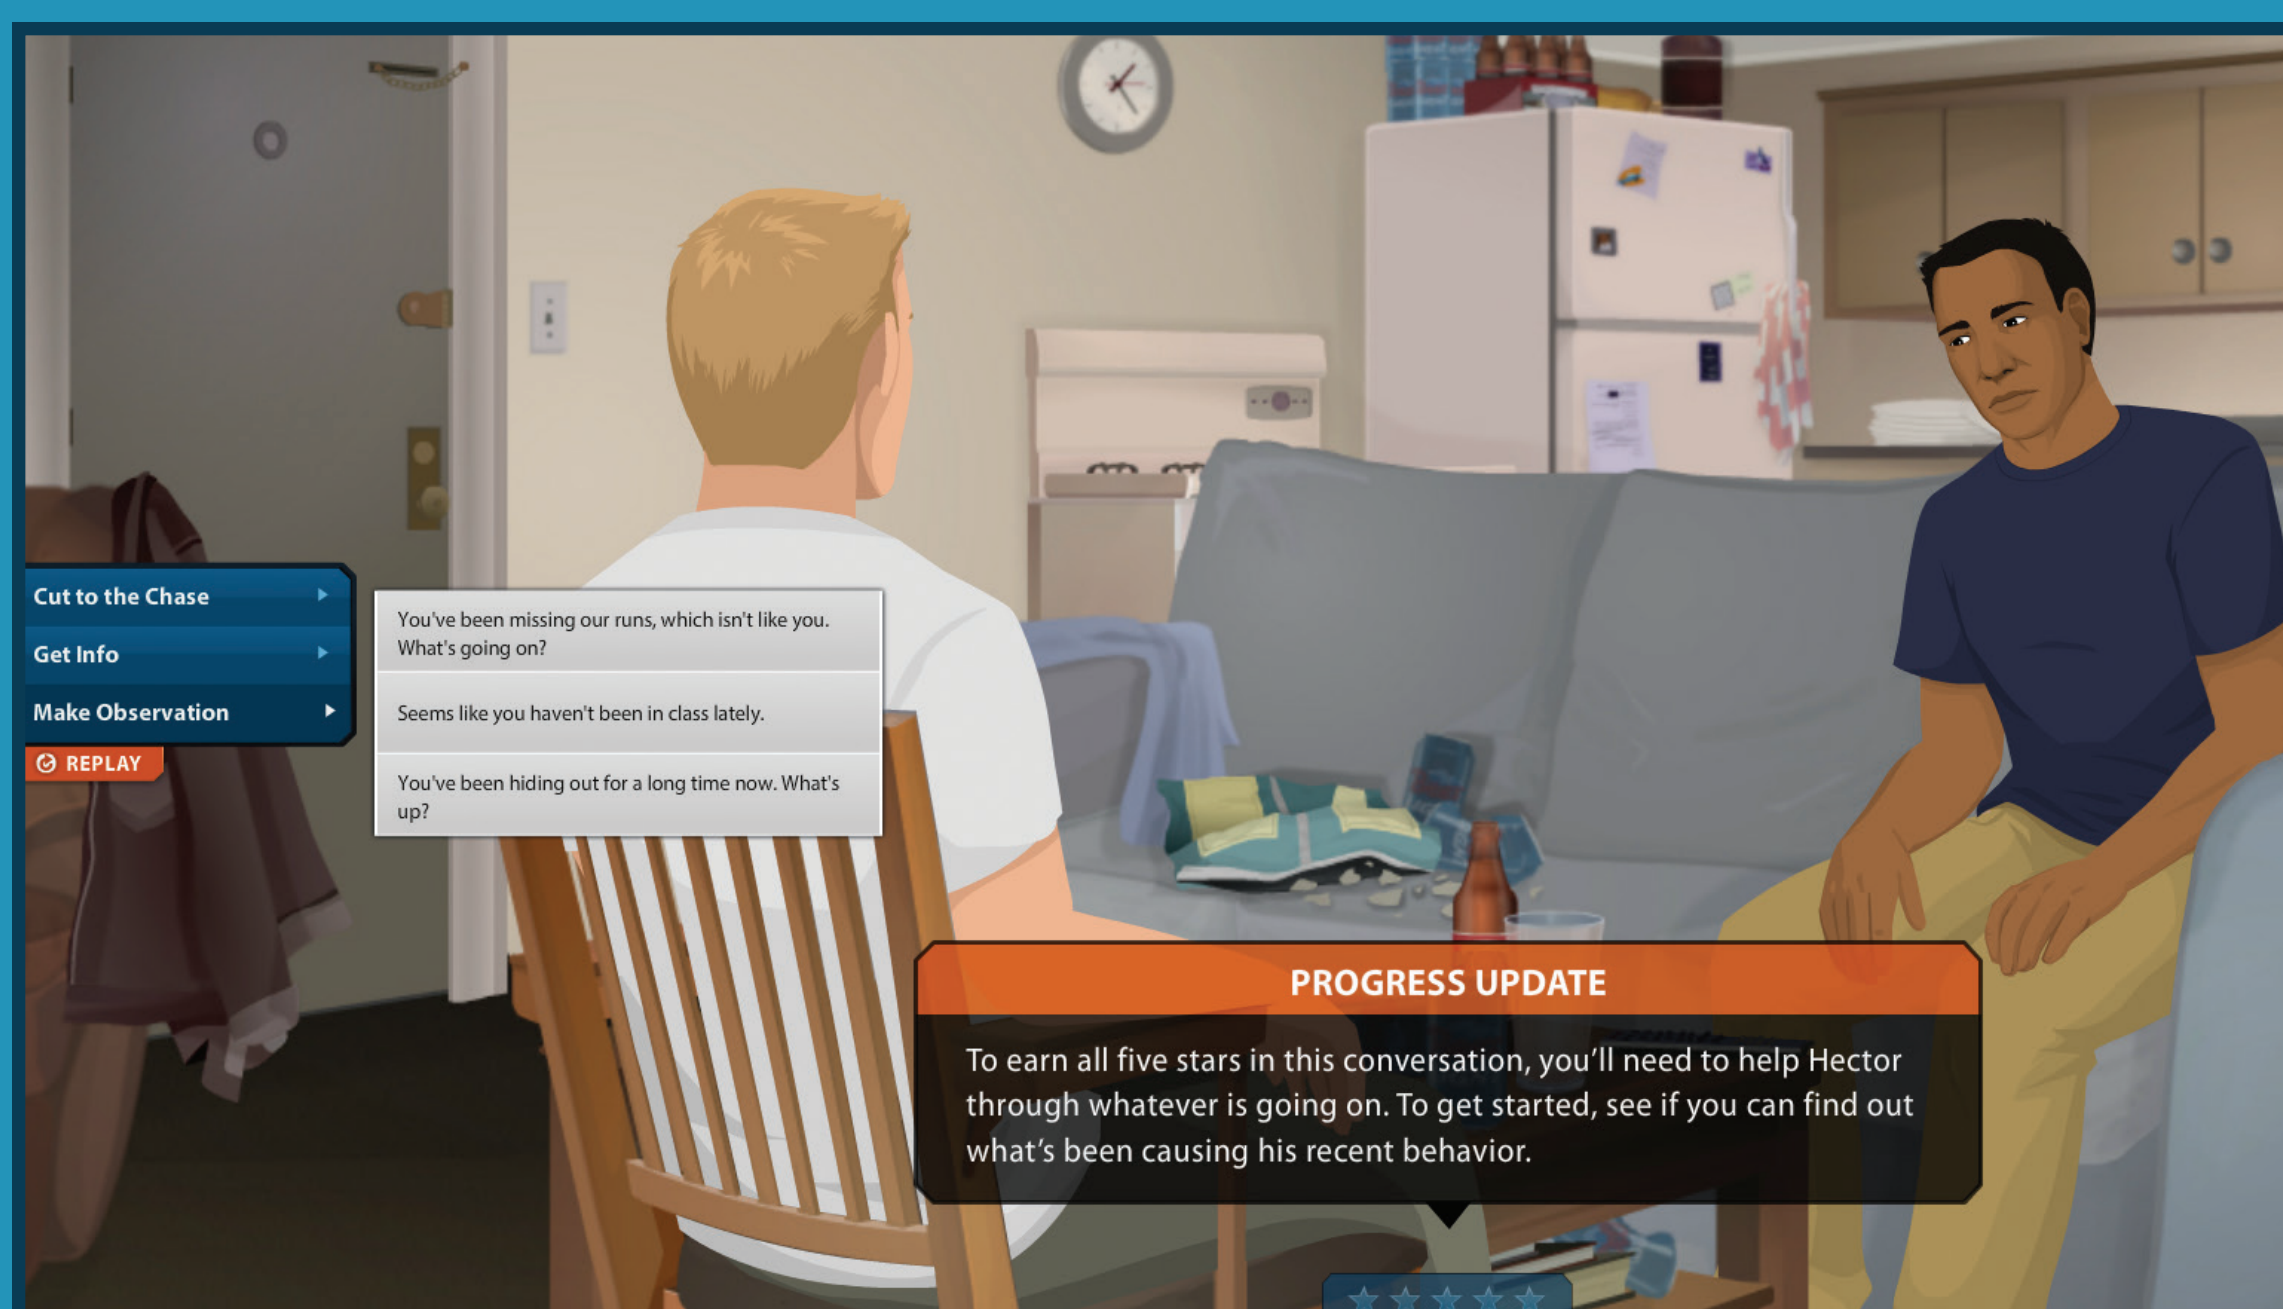 Cut to the Chase
Get Info
Make Observation
REPLAY
You've been missing our runs, which isn't like you.
What's going on?
Seems like you haven't been in class lately.
You've been hiding out for a long time now. What's
up?
PROGRESS UPDATE
To earn all five stars in this conversation, you’ll need to help Hector
through whatever is going on. To get started, see if you can find out
what’s been causing his recent behavior.